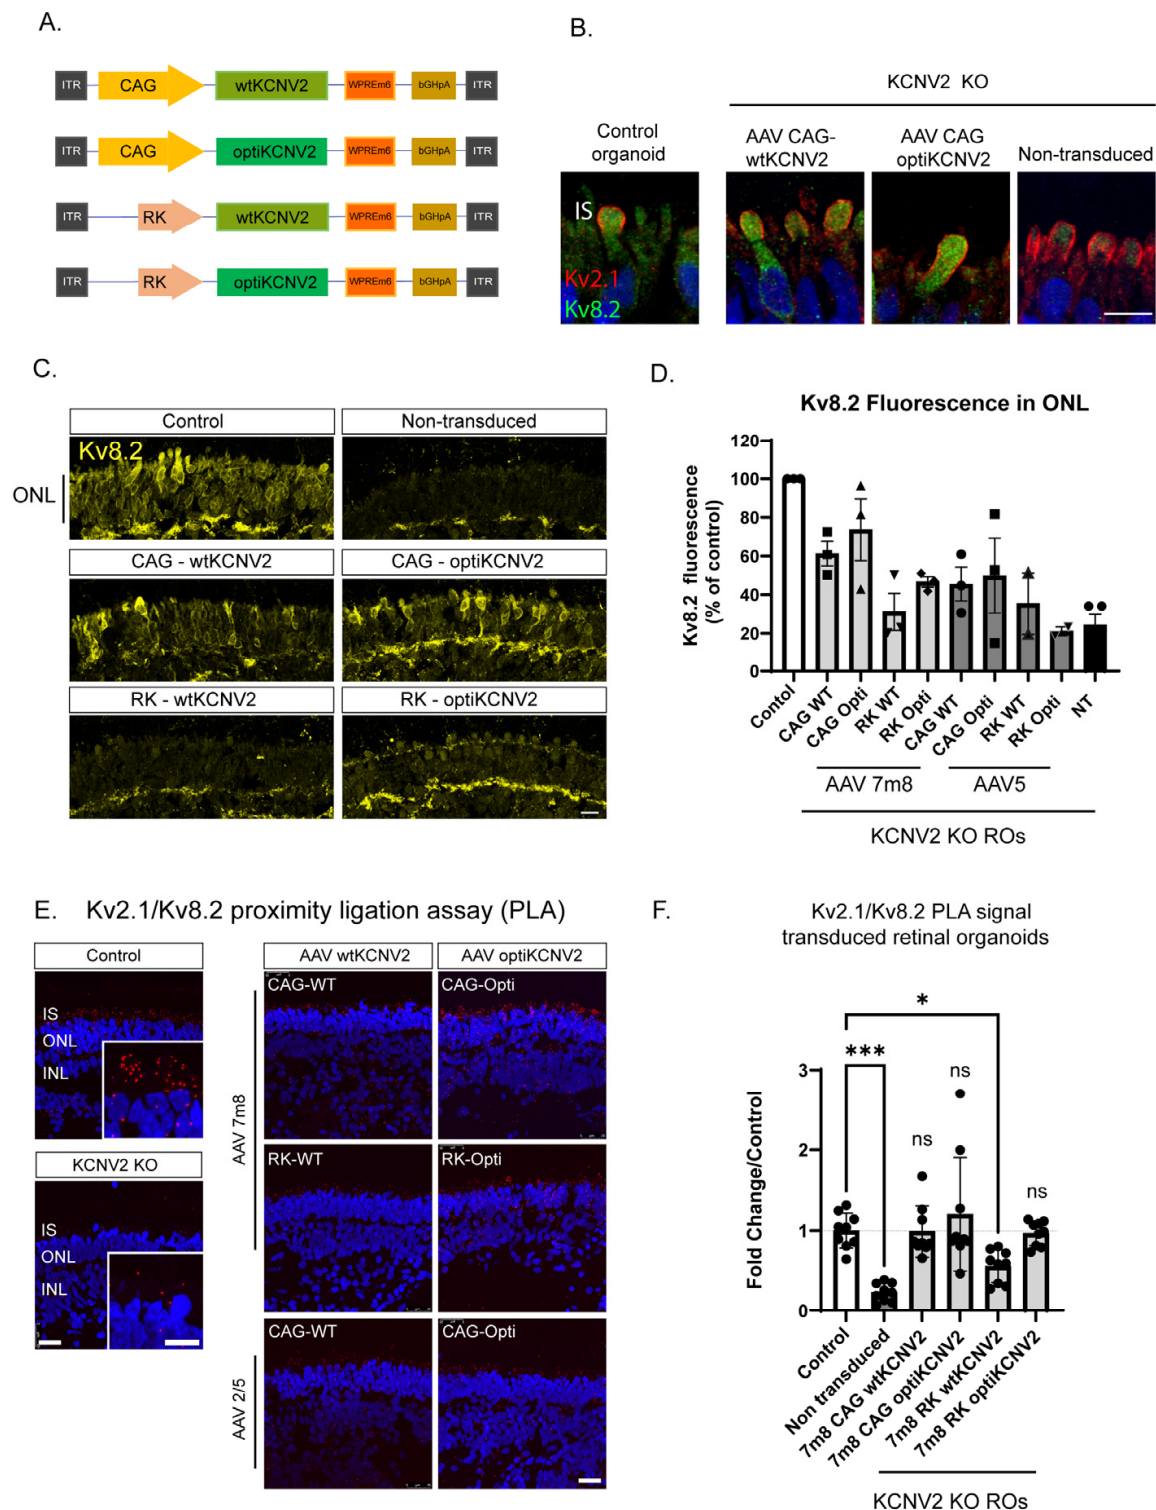 A.
ITR CAG wtKCNV2 WPREm6 bGHpA ITR
ITR CAG optiKCNV2 WPREm6 bGHpA ITR
ITR RK wtKCNV2 WPREm6 bGHpA ITR
ITR RK optiKCNV2 WPREm6 bGHpA ITR
B.
KCNV2 KO
Control
organoid
AAV CAG-
wtKCNV2
AAV CAG
optiKCNV2
Non-transduced
IS
Kv2.1
Kv8.2
C.
Control
Non-transduced
Kv8.2
ONL
CAG - wtKCNV2
CAG - optiKCNV2
RK - wtKCNV2
RK - optiKCNV2
D.
Kv8.2 Fluorescence in ONL
Kv8.2 fluorescence
(% of control)
120
100
80
60
40
20
0
Control
CAG WT
CAG Opti
RK WT
RK Opti
CAG WT
CAG Opti
RK WT
RK Opti
NT
AAV 7m8
AAV5
KCNV2 KO ROs
E. Kv2.1/Kv8.2 proximity ligation assay (PLA)
Control
IS
ONL
INL
KCNV2 KO
IS
ONL
INL
AAV wtKCNV2
AAV optiKCNV2
AAV 7m8
CAG-WT
CAG-Opti
RK-WT
RK-Opti
AAV 2/5
CAG-WT
CAG-Opti
F.
Kv2.1/Kv8.2 PLA signal
transduced retinal organoids
Fold Change/Control
3
2
1
0
*
***
ns
ns
ns
Control
Non transduced
7m8 CAG wtKCNV2
7m8 CAG optiKCNV2
7m8 RK wtKCNV2
7m8 RK optiKCNV2
KCNV2 KO ROs